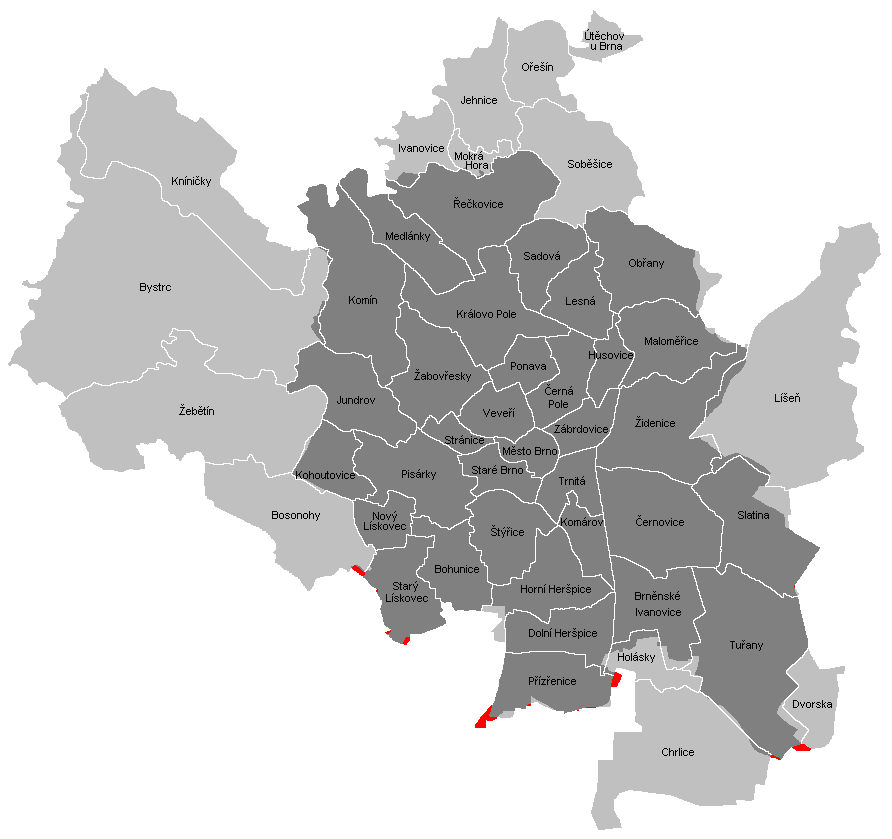 Útěchov
u Brna
Ořešín
Jehnice
Ivanovice
Mokrá
Hora
Soběšice
Kníničky
Řečkovice
Medlánky
Sadová
Obřany
Bystrc
Komín
Lesná
Královo Pole
Maloměřice
Husovice
Ponava
Žabovřesky
Černá
Pole
Jundrov
Líšeň
Žebětín
Veveří
Židenice
Zábrdovice
Stránice
Město Brno
Kohoutovice
Pisárky
Staré Brno
Trnitá
Bosonohy
Nový
Lískovec
Štýřice
Komárov
Černovice
Slatina
Bohunice
Starý
Lískovec
Horní Heršpice
Brněnské
Ivanovice
Dolní Heršpice
Tuřany
Holásky
Přízřenice
Dvorska
Chrlice